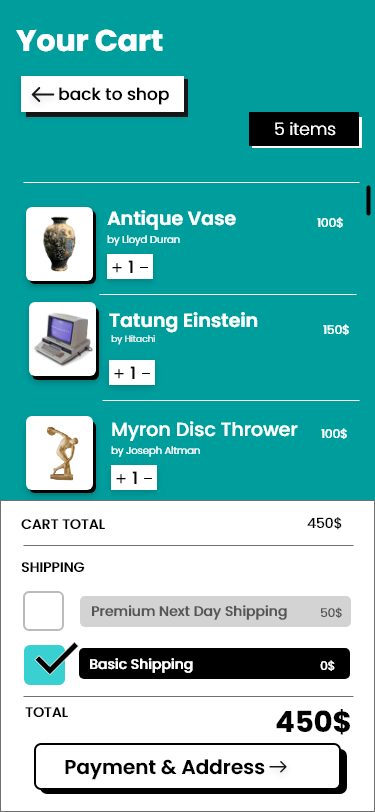 Your Cart
← back to shop
5 items
Antique Vase 100$
by Lloyd Duran
+ 1 −
Tatung Einstein 150$
by Hitachi
+ 1 −
Myron Disc Thrower 100$
by Joseph Altman
+ 1 −
CART TOTAL 450$
SHIPPING
Premium Next Day Shipping 50$
Basic Shipping 0$
TOTAL
450$
Payment & Address →